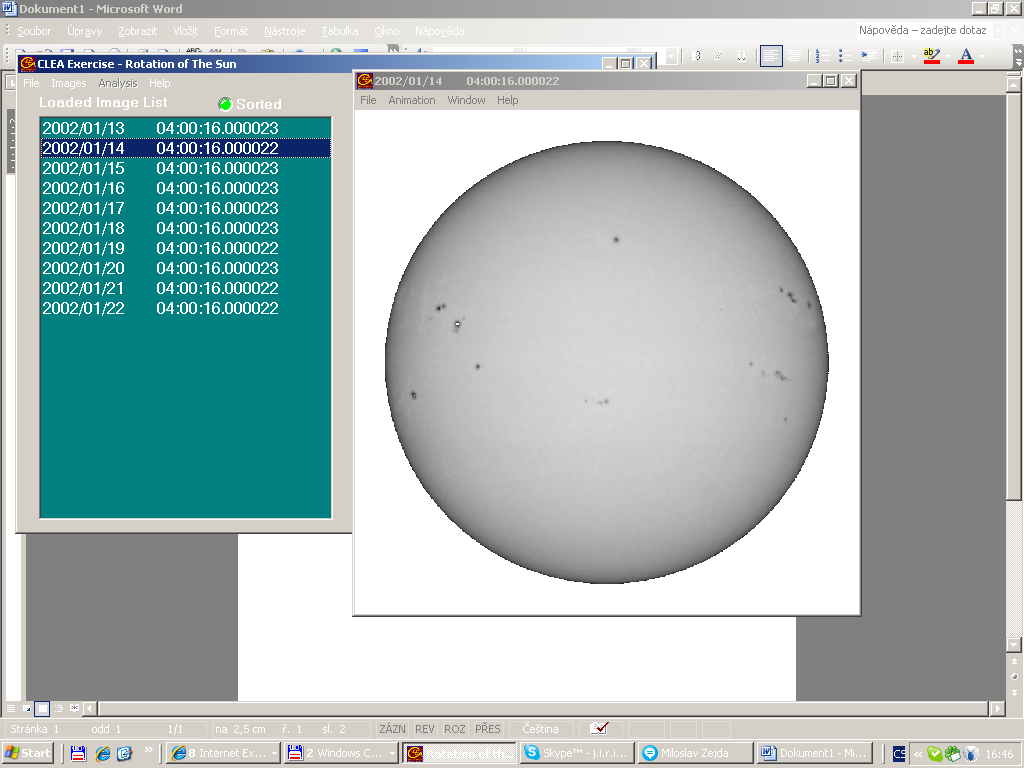 Dokument1 - Microsoft Word
Soubor Úpravy Zobrazit Vložit Formát Nástroje Tabulka Okno Nápověda
Nápověda – zadejte dotaz
CLEA Exercise - Rotation of The Sun
File Images Analysis Help
Loaded Image List
Sorted
2002/01/13 04:00:16.000023
2002/01/14 04:00:16.000022
2002/01/15 04:00:16.000023
2002/01/16 04:00:16.000023
2002/01/17 04:00:16.000023
2002/01/18 04:00:16.000023
2002/01/19 04:00:16.000022
2002/01/20 04:00:16.000023
2002/01/21 04:00:16.000022
2002/01/22 04:00:16.000022
2002/01/14 04:00:16.000022
File Animation Window Help
Stránka 1 odd 1 1/1 na 2,5 cm ř. 1 sl. 2 ZÁZN REV ROZ PŘES Čeština
Start
8 Internet Ex...
2 Windows C...
Rotation of th...
Skype™ - j.i.r.i...
Miloslav Zejda
Dokument1 - Mi...
CS
16:46